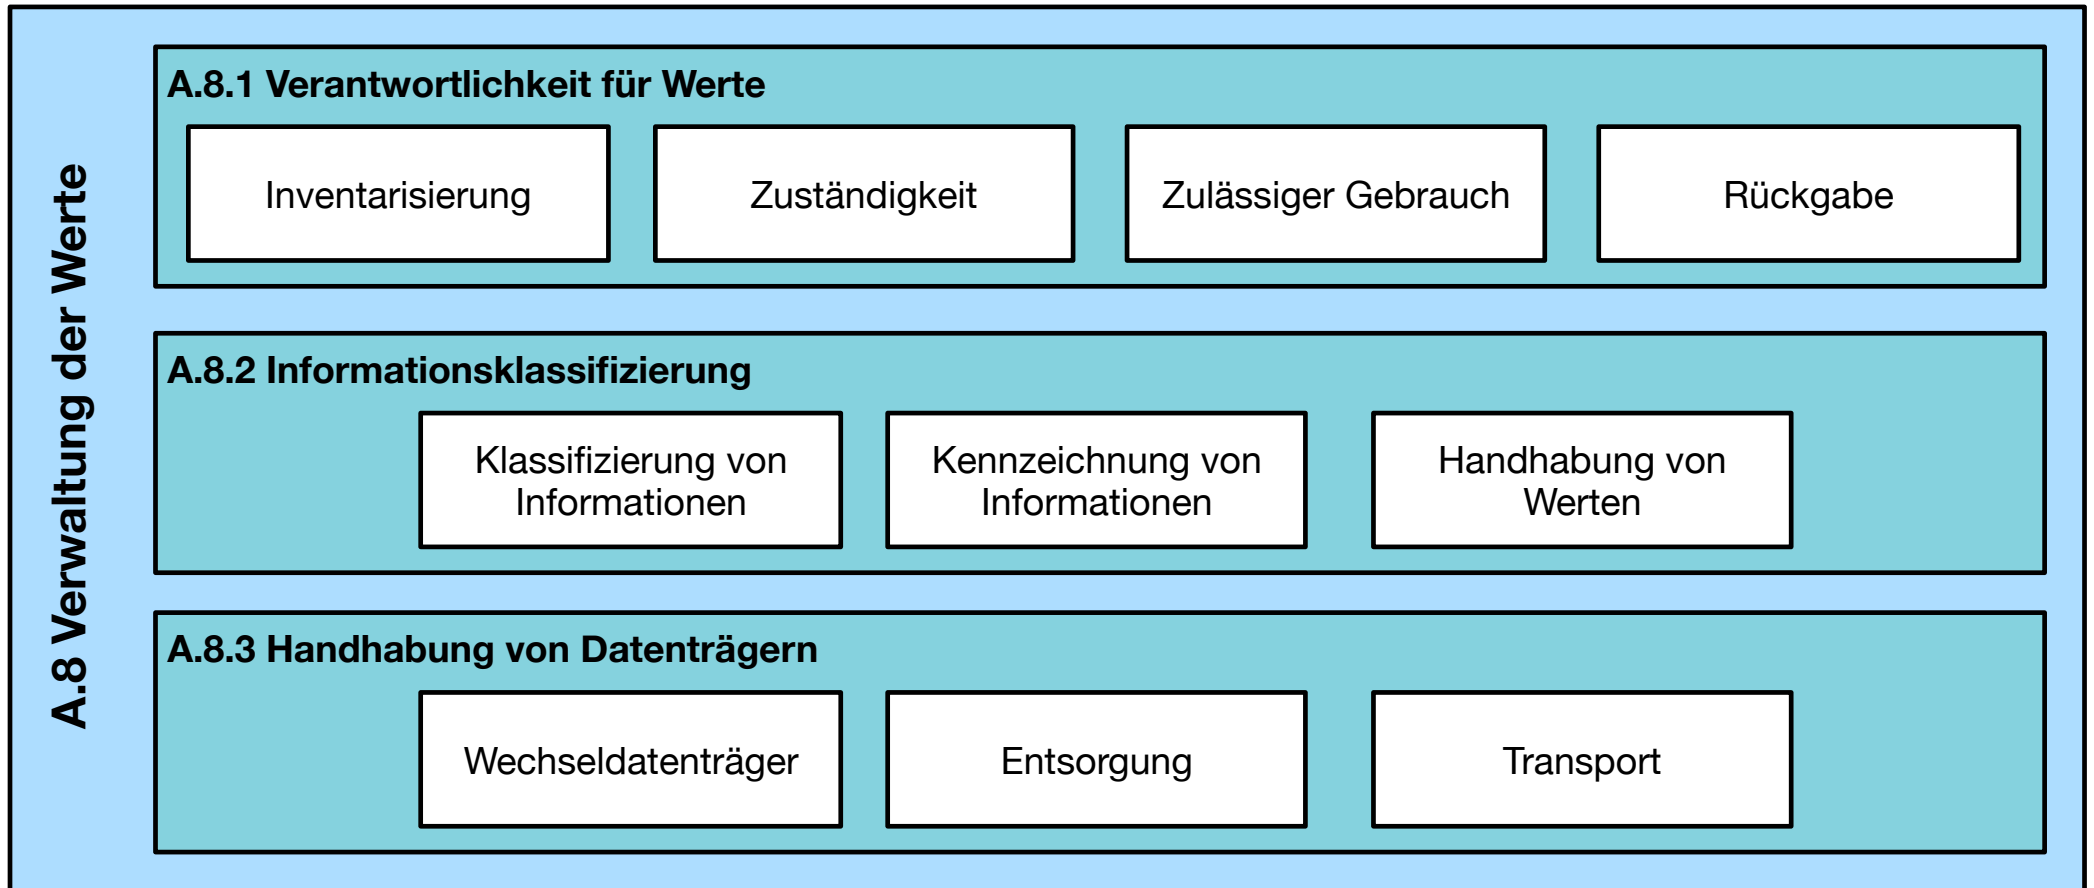 A.8 Verwaltung der Werte
A.8.1 Verantwortlichkeit für Werte
Inventarisierung
Zuständigkeit
Zulässiger Gebrauch
Rückgabe
A.8.2 Informationsklassifizierung
Klassifizierung von
Informationen
Kennzeichnung von
Informationen
Handhabung von
Werten
A.8.3 Handhabung von Datenträgern
Wechseldatenträger
Entsorgung
Transport